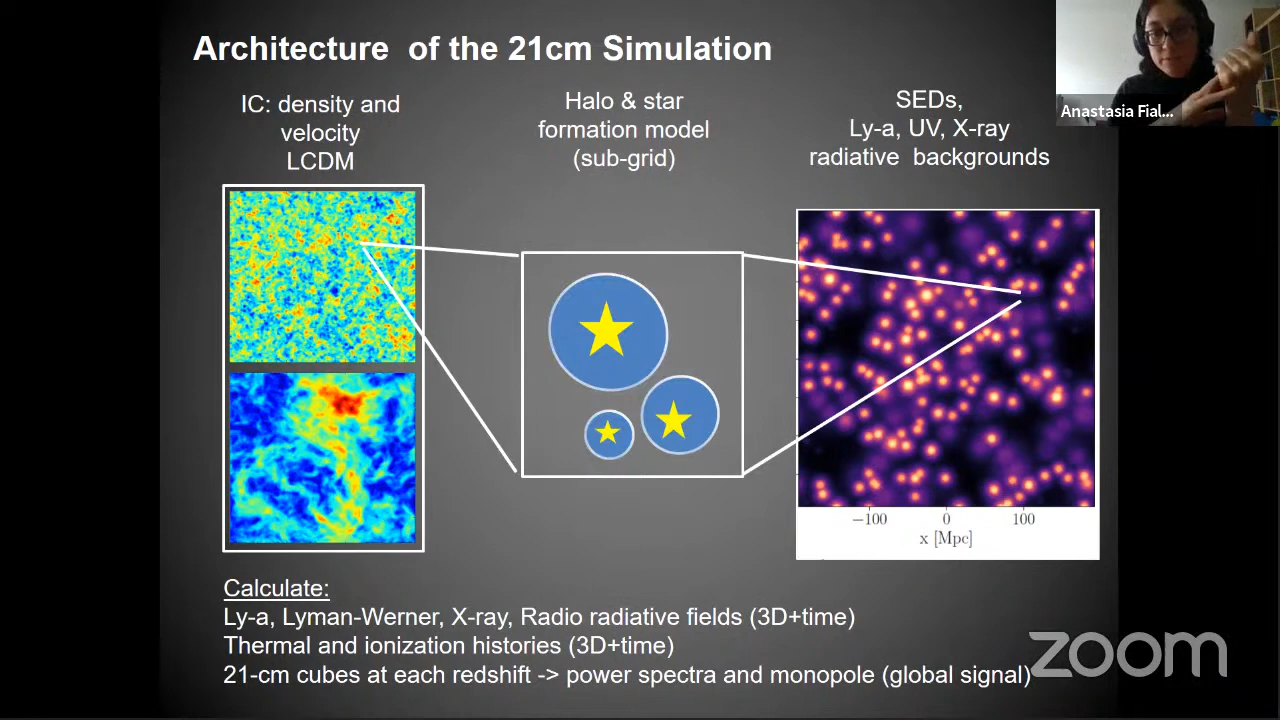 Architecture of the 21cm Simulation
IC: density and
velocity
LCDM
Halo & star
formation model
(sub-grid)
SEDs,
Ly-a, UV, X-ray
radiative backgrounds
Anastasia Fial...
−100 0 100
x [Mpc]
Calculate:
Ly-a, Lyman-Werner, X-ray, Radio radiative fields (3D+time)
Thermal and ionization histories (3D+time)
21-cm cubes at each redshift -> power spectra and monopole (global signal)
zoom